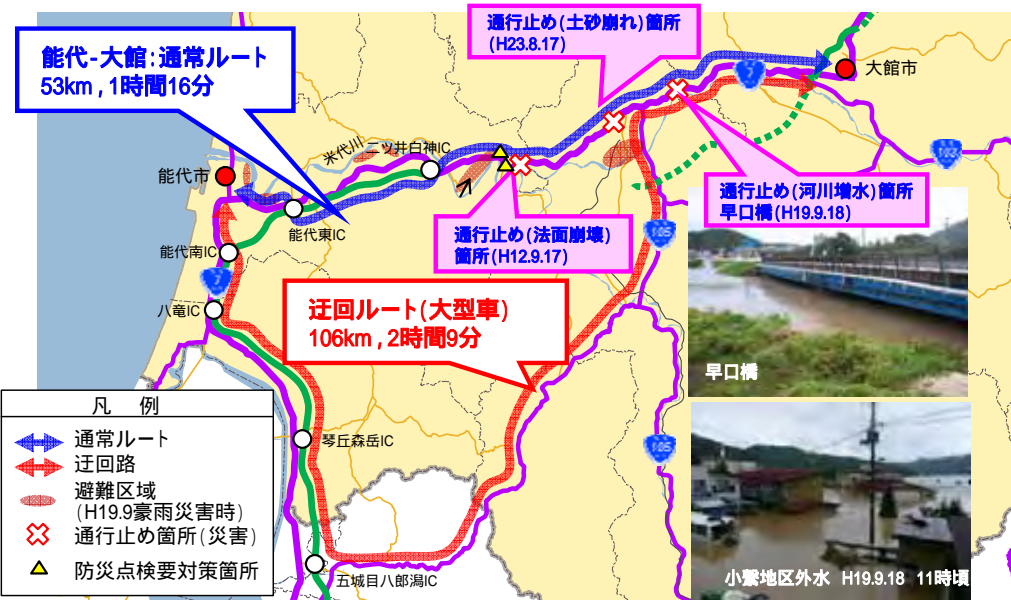 能代-大館：通常ルート
53km，1時間16分
通行止め(土砂崩れ)箇所
(H23.8.17)
大館市
7
米代川
二ツ井白神IC
能代市
能代東IC
能代南IC
7
八竜IC
通行止め(法面崩壊)
箇所(H12.9.17)
通行止め(河川増水)箇所
早口橋(H19.9.18)
105
迂回ルート(大型車)
106km，2時間9分
早口橋
凡　例
通常ルート
迂回路
避難区域
(H19.9豪雨災害時)
通行止め箇所(災害)
防災点検要対策箇所
琴丘森岳IC
105
五城目八郎潟IC
小繋地区外水 H19.9.18 11時頃